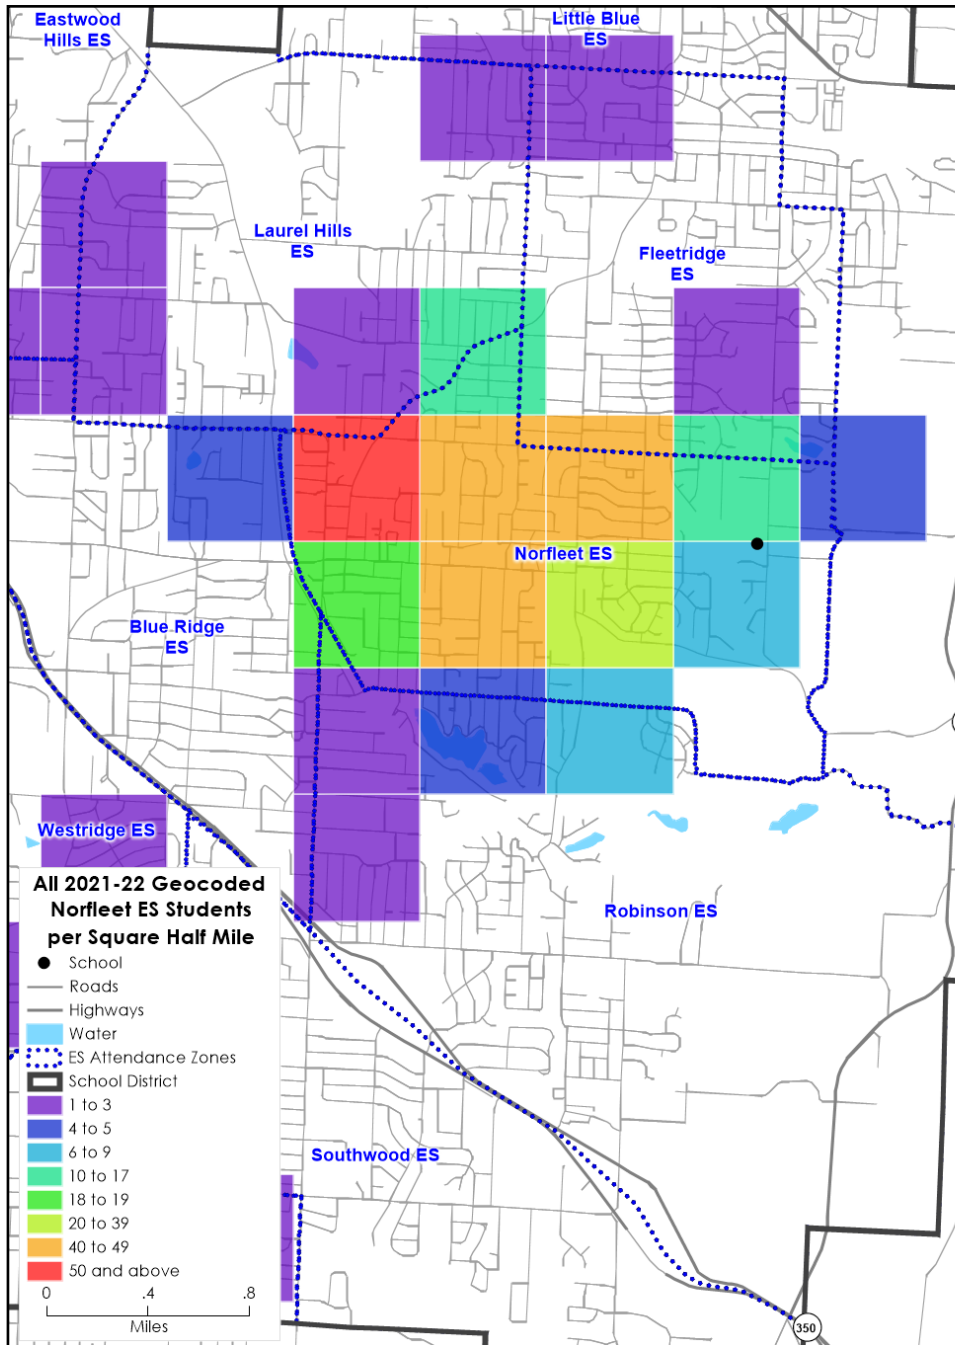 Eastwood
Hills ES
Little Blue
ES
Laurel Hills
ES
Fleetridge
ES
Norfleet ES
Blue Ridge
ES
Westridge ES
Robinson ES
Southwood ES
350
All 2021-22 Geocoded
Norfleet ES Students
per Square Half Mile
School
Roads
Highways
Water
ES Attendance Zones
School District
1 to 3
4 to 5
6 to 9
10 to 17
18 to 19
20 to 39
40 to 49
50 and above
0 .4 .8
Miles